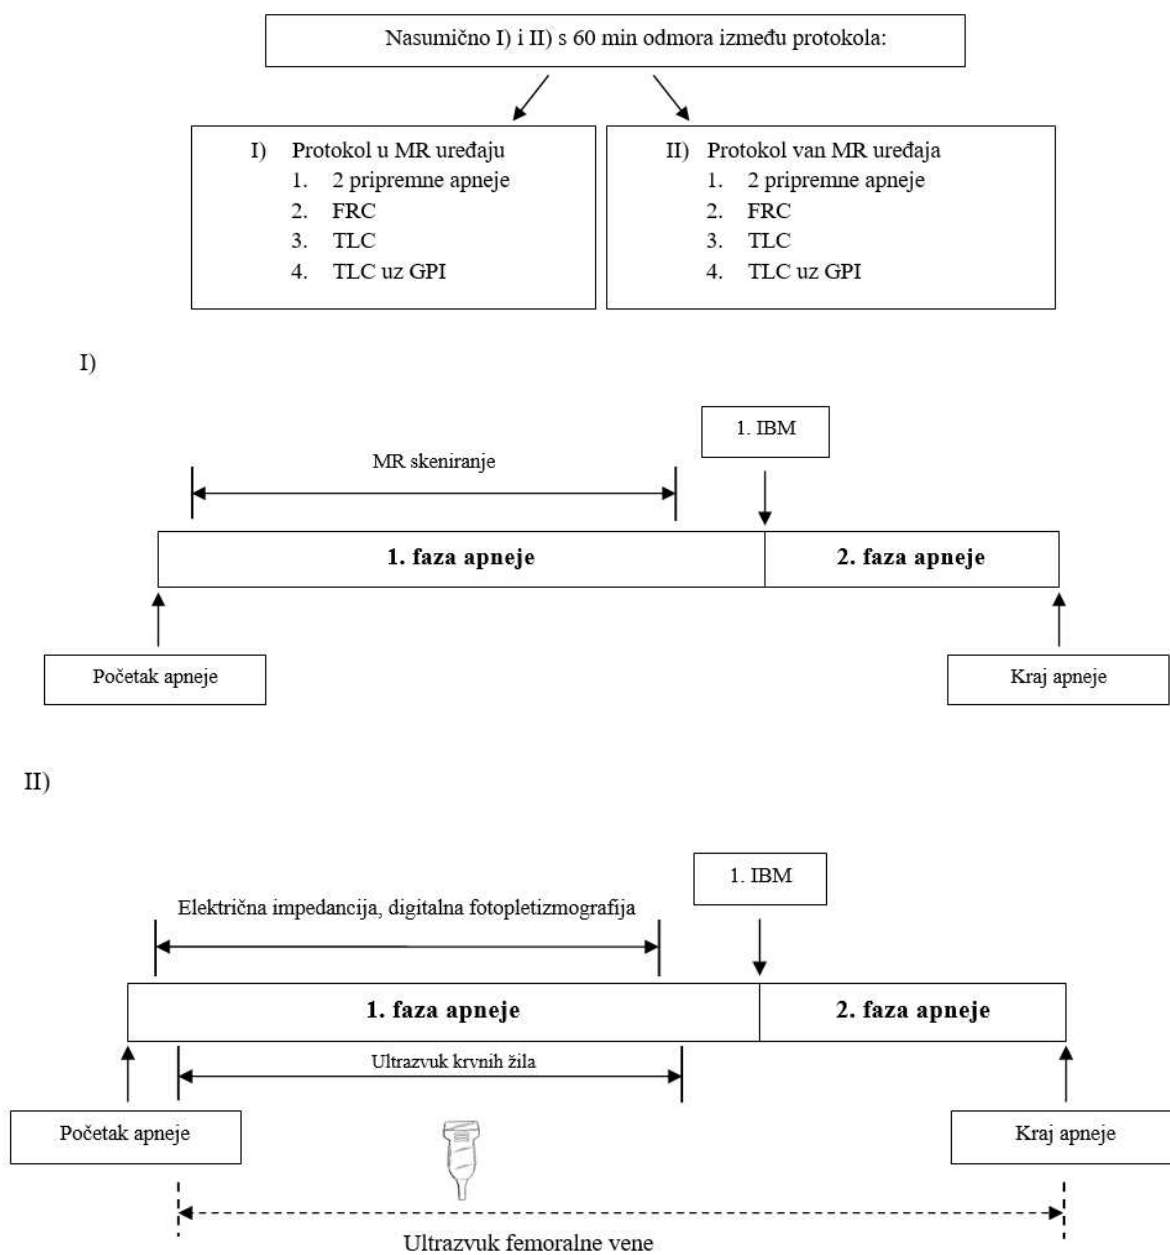 Nasumično I) i II) s 60 min odmora između protokola:
I) Protokol u MR uređaju
1. 2 pripremne apneje
2. FRC
3. TLC
4. TLC uz GPI
II) Protokol van MR uređaja
1. 2 pripremne apneje
2. FRC
3. TLC
4. TLC uz GPI
I)
1. IBM
MR skeniranje
1. faza apneje
2. faza apneje
Početak apneje
Kraj apneje
II)
1. IBM
Električna impedancija, digitalna fotopletizmografija
1. faza apneje
2. faza apneje
Ultrazvuk krvnih žila
Početak apneje
Kraj apneje
Ultrazvuk femoralne vene